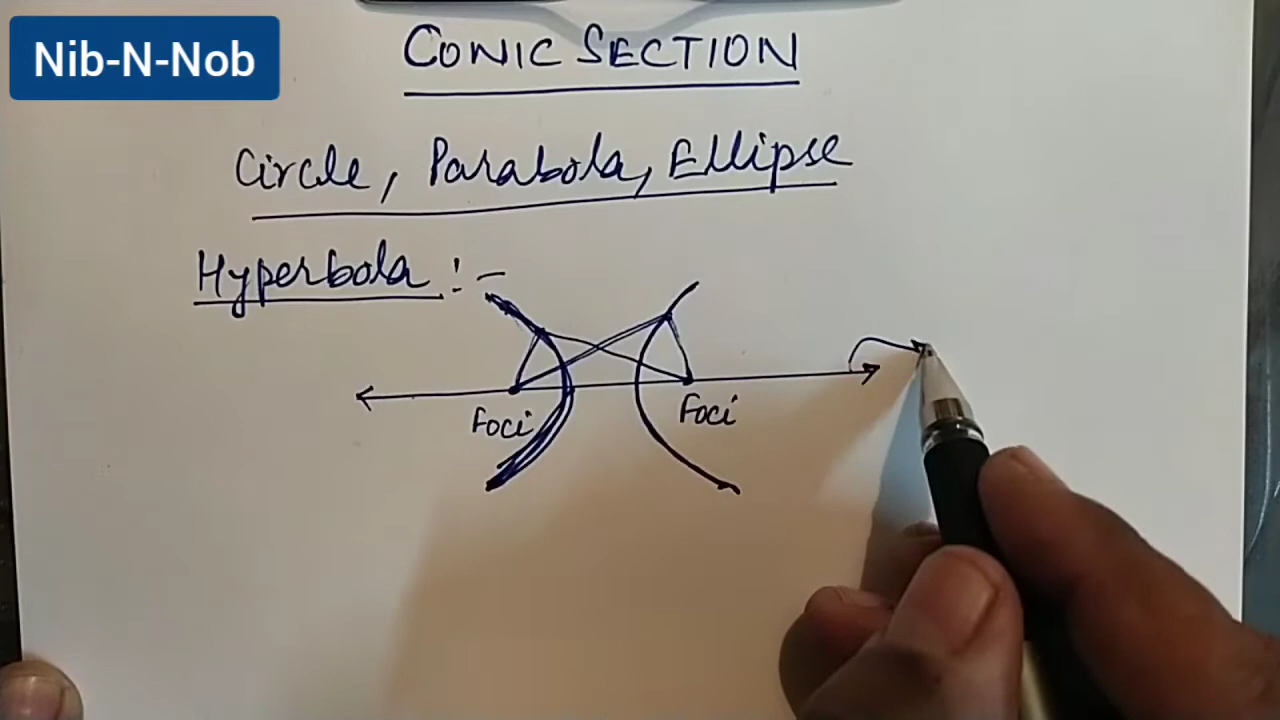 Nib-N-Nob
CONIC SECTION
Circle, Parabola, Ellipse
Hyperbola :-
Foci
Foci